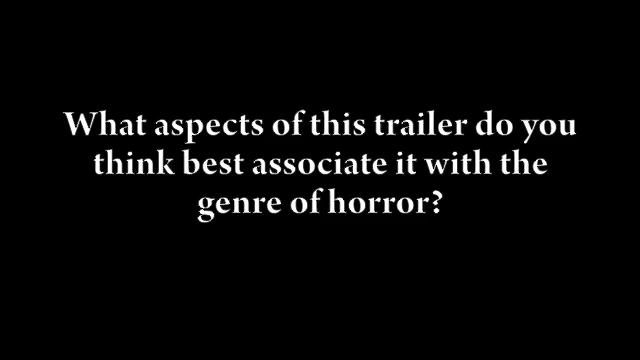 What aspects of this trailer do you
think best associate it with the
genre of horror?